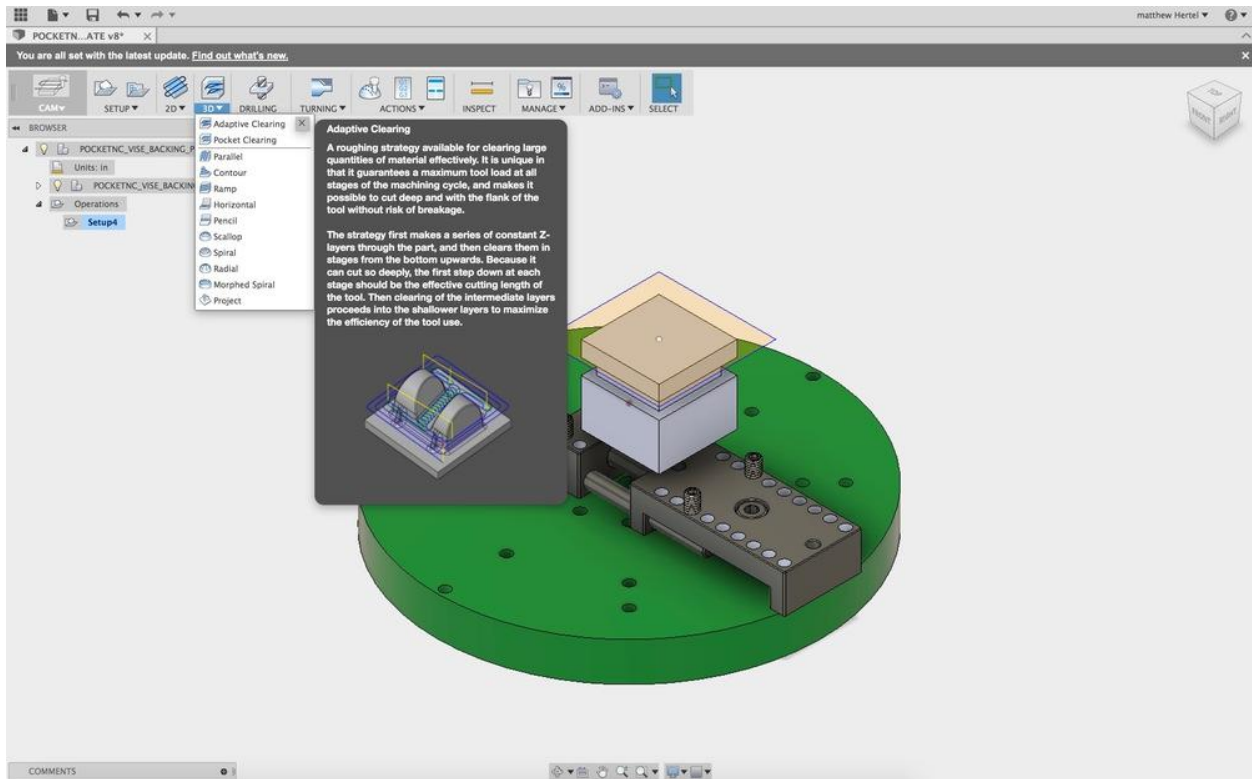 matthew Hertel
POCKETN...ATE v8*
You are all set with the latest update. Find out what's new.
CAM SETUP 2D 3D DRILLING TURNING ACTIONS INSPECT MANAGE ADD-INS SELECT
BROWSER
POCKETNC_VISE_BACKING_P
Units: in
POCKETNC_VISE_BACKIN
Operations
Setup4
Adaptive Clearing
Pocket Clearing
Parallel
Contour
Ramp
Horizontal
Pencil
Scallop
Spiral
Radial
Morphed Spiral
Project
Adaptive Clearing
A roughing strategy available for clearing large
quantities of material effectively. It is unique in
that it guarantees a maximum tool load at all
stages of the machining cycle, and makes it
possible to cut deep and with the flank of the
tool without risk of breakage.
The strategy first makes a series of constant Z-
layers through the part, and then clears them in
stages from the bottom upwards. Because it
can cut so deeply, the first step down at each
stage should be the effective cutting length of
the tool. Then clearing of the intermediate layers
proceeds into the shallower layers to maximize
the efficiency of the tool use.
FRONT RIGHT
COMMENTS